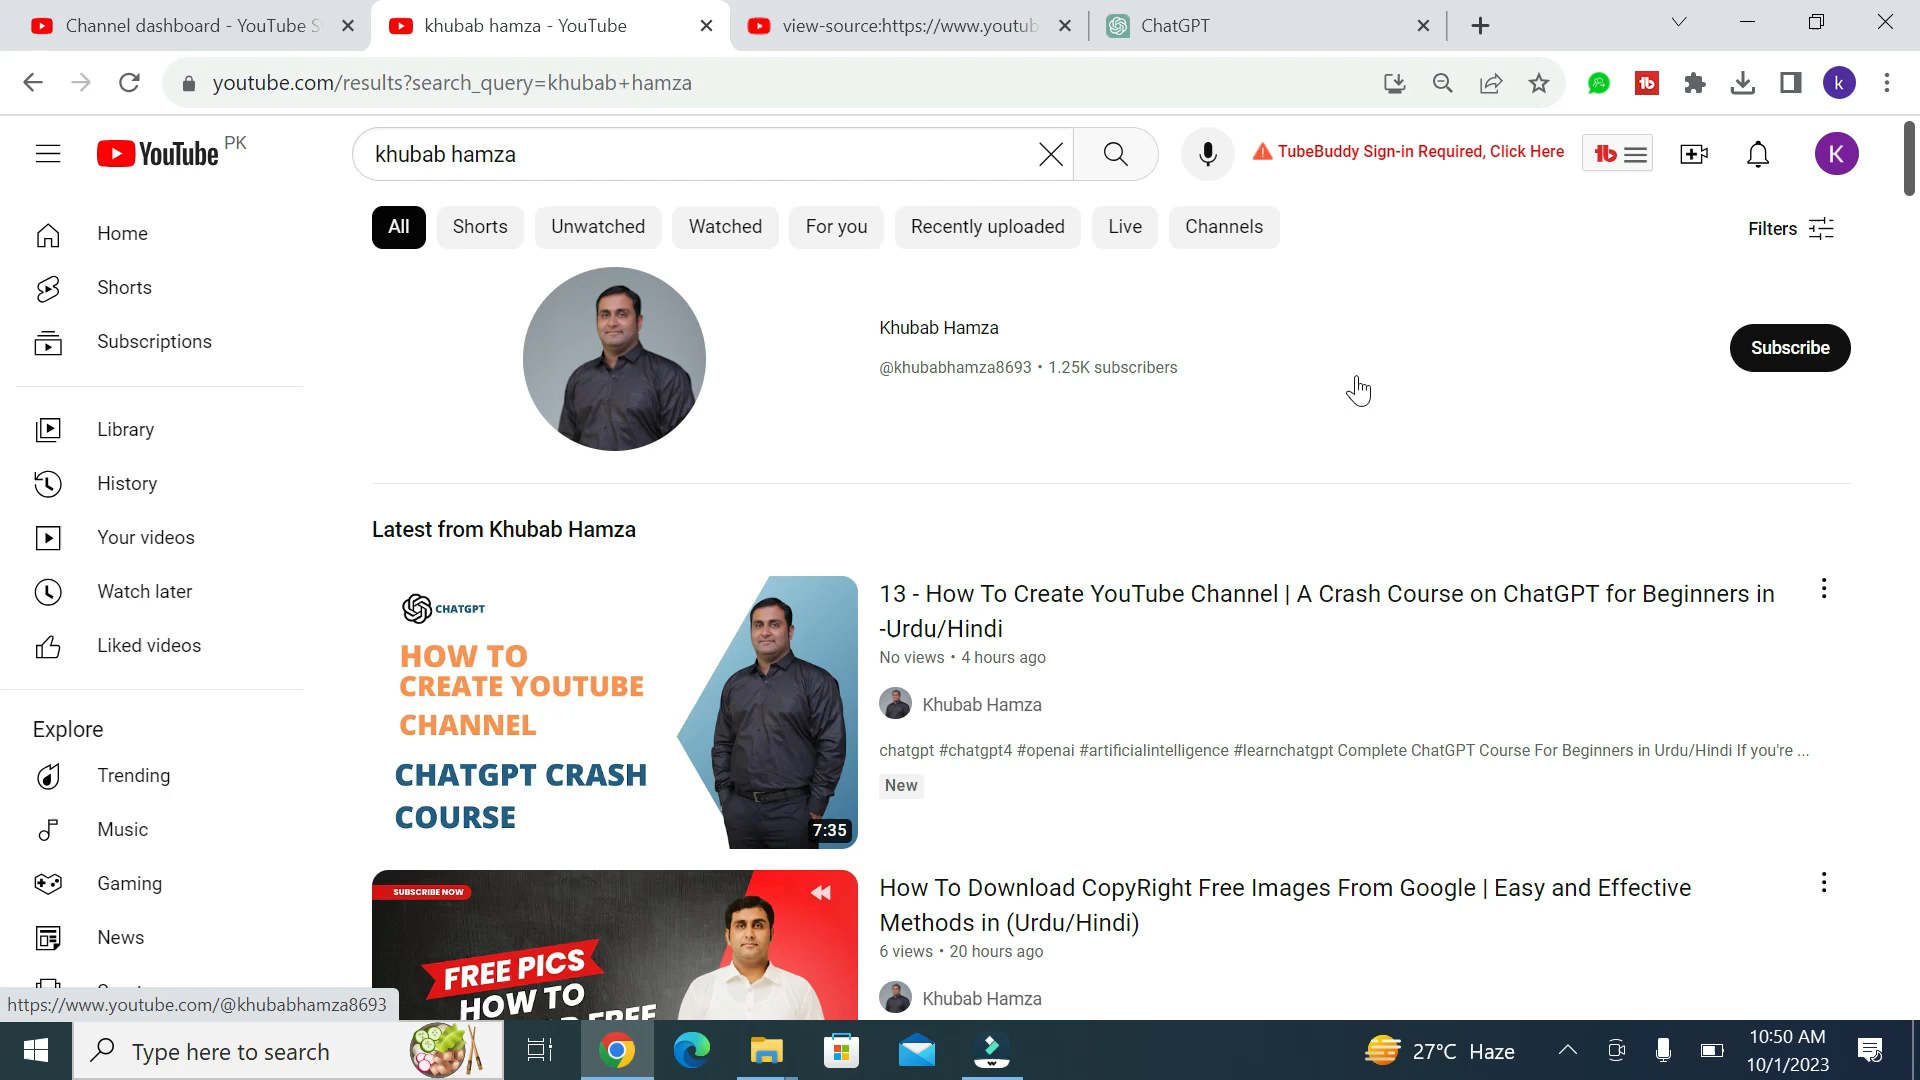 Channel dashboard - YouTube S
khubab hamza - YouTube
view-source:https://www.youtub
ChatGPT
youtube.com/results?search_query=khubab+hamza
k
YouTube PK
khubab hamza
TubeBuddy Sign-in Required, Click Here
K
Home
Shorts
Subscriptions
Library
History
Your videos
Watch later
Liked videos
Explore
Trending
Music
Gaming
News
All
Shorts
Unwatched
Watched
For you
Recently uploaded
Live
Channels
Filters
Khubab Hamza
@khubabhamza8693 • 1.25K subscribers
Subscribe
Latest from Khubab Hamza
CHATGPT
HOW TO
CREATE YOUTUBE
CHANNEL
CHATGPT CRASH
COURSE
7:35
13 - How To Create YouTube Channel | A Crash Course on ChatGPT for Beginners in
-Urdu/Hindi
No views • 4 hours ago
Khubab Hamza
chatgpt #chatgpt4 #openai #artificialintelligence #learnchatgpt Complete ChatGPT Course For Beginners in Urdu/Hindi If you're ...
New
SUBSCRIBE NOW
FREE PICS
HOW TO
FREE
How To Download CopyRight Free Images From Google | Easy and Effective
Methods in (Urdu/Hindi)
6 views • 20 hours ago
Khubab Hamza
https://www.youtube.com/@khubabhamza8693
Type here to search
27°C Haze
10:50 AM
10/1/2023